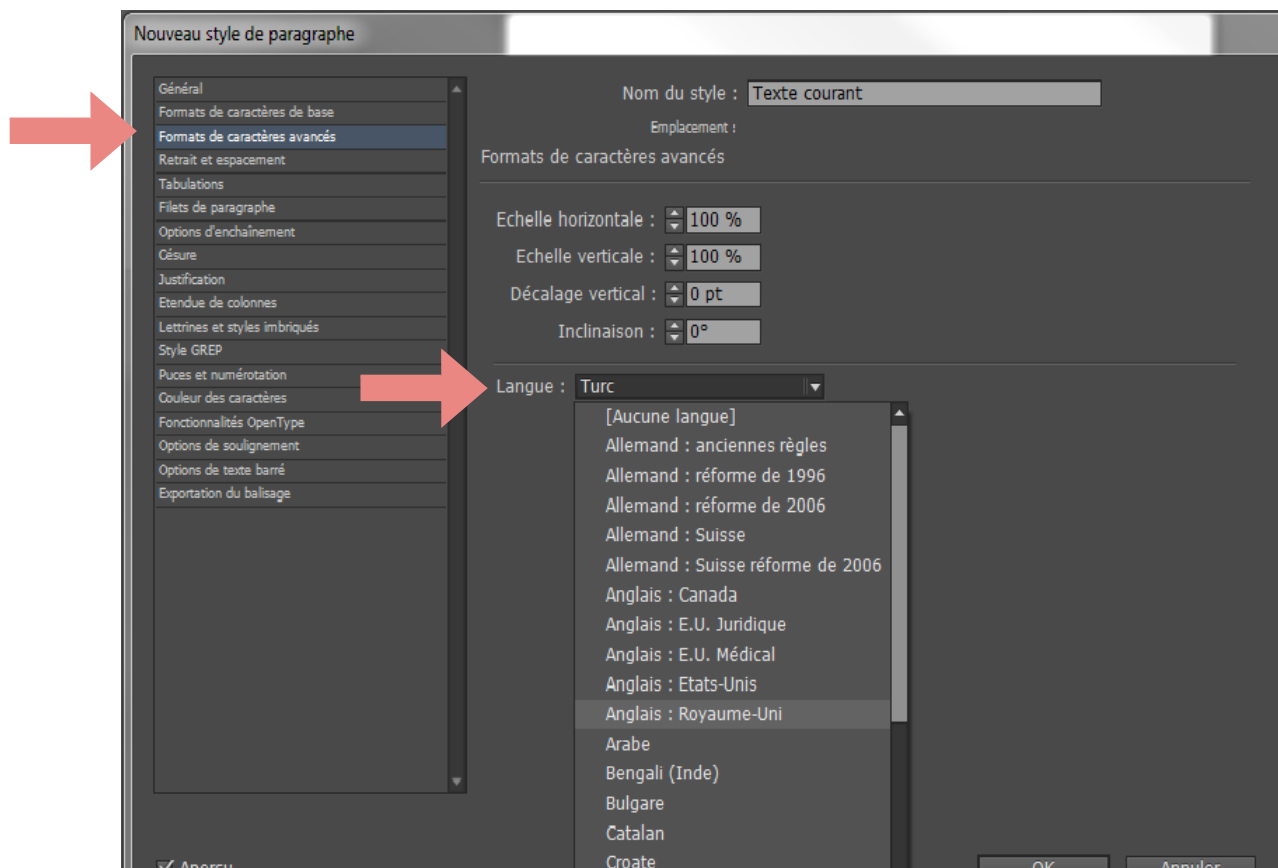 Nouveau style de paragraphe
Général
Formats de caractères de base
Formats de caractères avancés
Retrait et espacement
Tabulations
Filets de paragraphe
Options d'enchaînement
Césure
Justification
Etendue de colonnes
Lettrines et styles imbriqués
Style GREP
Puces et numérotation
Couleur des caractères
Fonctionnalités OpenType
Options de soulignement
Options de texte barré
Exportation du balisage
Nom du style : Texte courant
Emplacement :
Formats de caractères avancés
Echelle horizontale : 100 %
Echelle verticale : 100 %
Décalage vertical : 0 pt
Inclinaison : 0°
Langue : Turc
[Aucune langue]
Allemand : anciennes règles
Allemand : réforme de 1996
Allemand : réforme de 2006
Allemand : Suisse
Allemand : Suisse réforme de 2006
Anglais : Canada
Anglais : E.U. Juridique
Anglais : E.U. Médical
Anglais : Etats-Unis
Anglais : Royaume-Uni
Arabe
Bengali (Inde)
Bulgare
Catalan
Croate
Aperçu
OK
Annuler